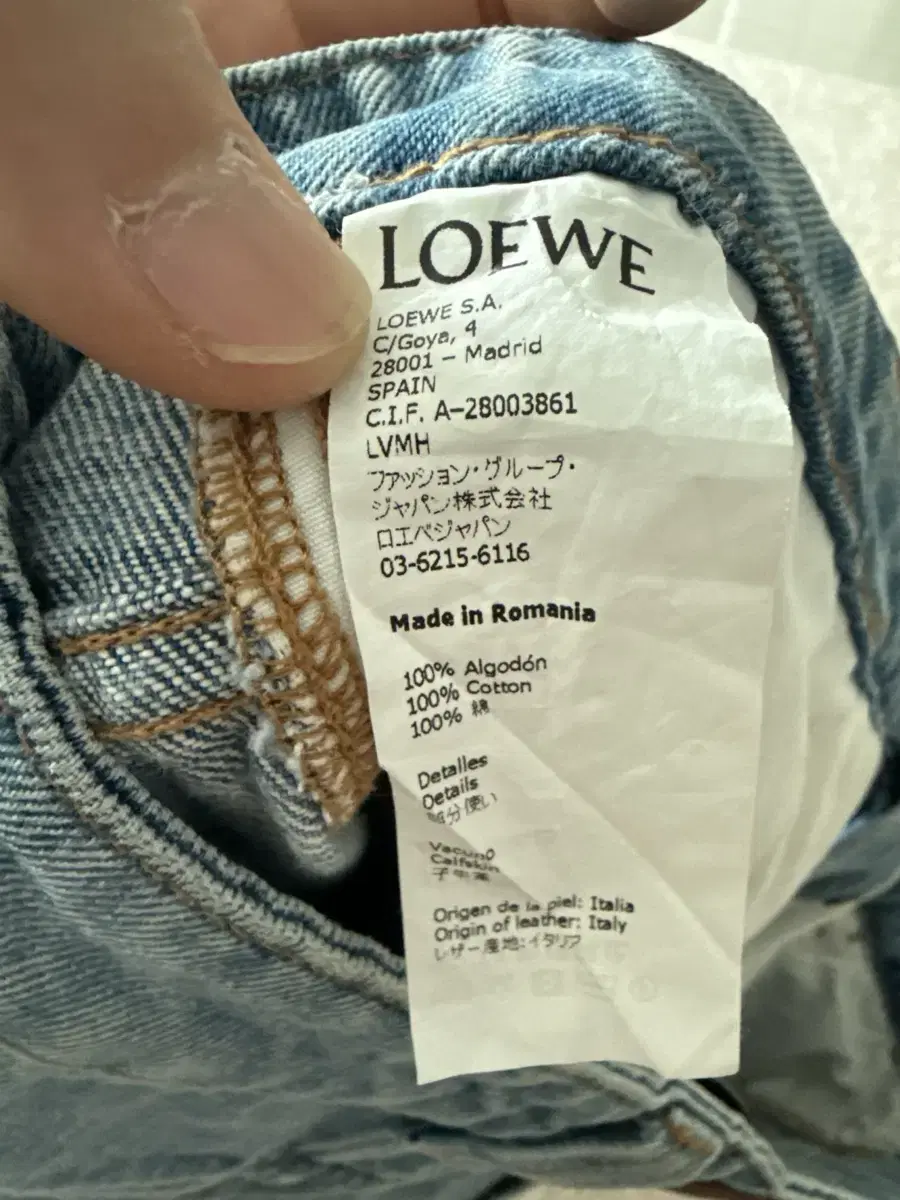 LOEWE
LOEWE S.A.
C/Goya, 4
28001 – Madrid
SPAIN
C.I.F. A–28003861
LVMH
ファッション・グループ・
ジャパン株式会社
ロエベジャパン
03-6215-6116
Made in Romania
100% Algodón
100% Cotton
100% 綿
Detalles
Details
部分使い
Vacuno
Calfskin
Origen de la piel: Italia
Origin of leather: Italy
レザー産地:イタリア